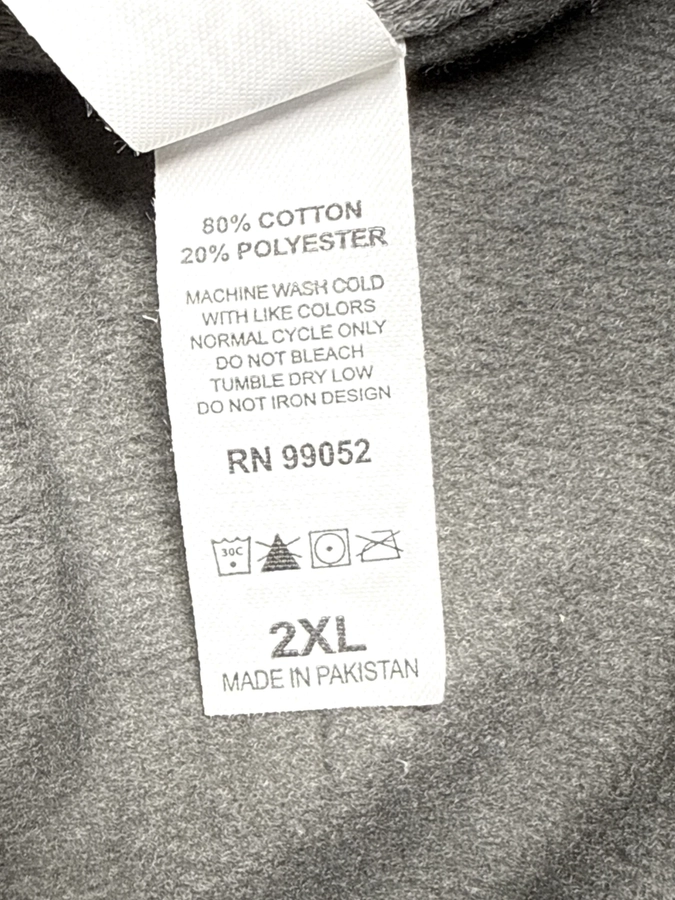 80% COTTON
20% POLYESTER
MACHINE WASH COLD
WITH LIKE COLORS
NORMAL CYCLE ONLY
DO NOT BLEACH
TUMBLE DRY LOW
DO NOT IRON DESIGN
RN 99052
30C
2XL
MADE IN PAKISTAN